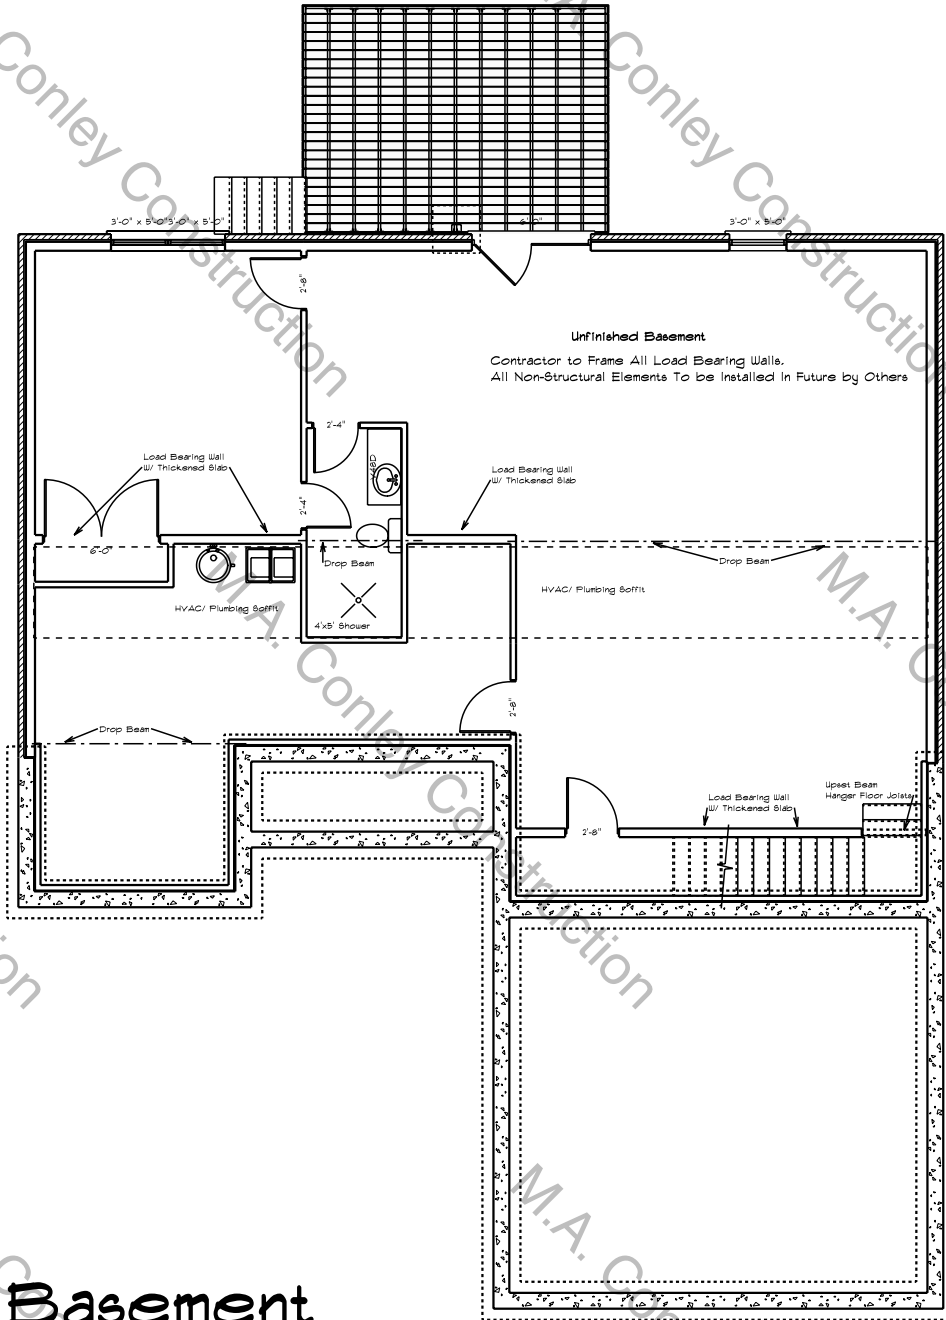 M.A. Conley Construction
3'-0" x 5'-0"3'-0" x 5'-0"
6'-0"
3'-0" x 5'-0"
2'-8"
Unfinished Basement
Contractor to Frame All Load Bearing Walls.
All Non-Structural Elements To be Installed In Future by Others
2'-4"
V48D
Load Bearing Wall
W/ Thickened Slab
Load Bearing Wall
W/ Thickened Slab
2'-4"
6'-0"
Drop Beam
Drop Beam
HVAC/ Plumbing Soffit
HVAC/ Plumbing Soffit
4'x5' Shower
M.A. Conley Construction
M.A. C
2'-8"
Drop Beam
Upset Beam
Hanger Floor Joists
Load Bearing Wall
W/ Thickened Slab
2'-8"
M.A. Con
Basement